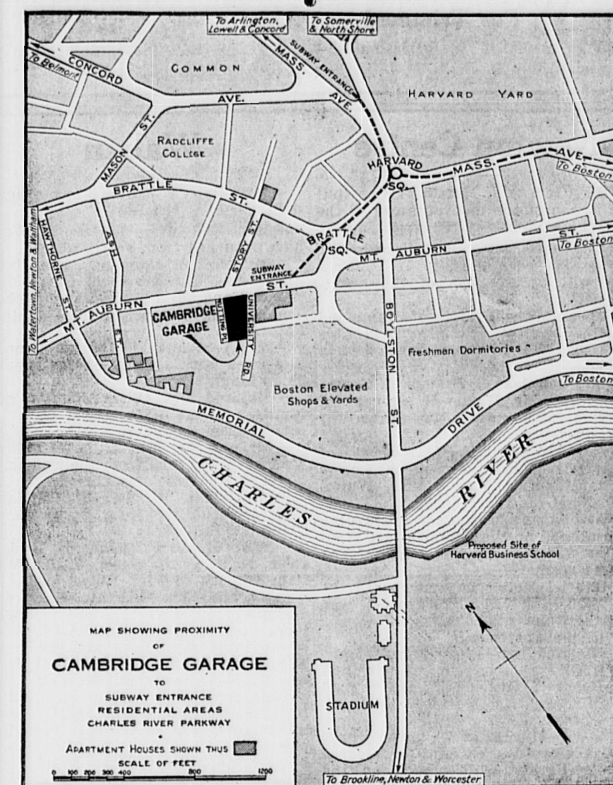 To Arlington,
Lowell & Concord
To Somerville
& North Shore
To Belmont
CONCORD
COMMON
MASS.
SUBWAY ENTRANCE
HARVARD YARD
AVE.
AVE.
MASON
ST.
RADCLIFFE
COLLEGE
HARVARD
SQ.
MASS.
AVE.
To Boston
BRATTLE
ST.
To Watertown, Newton & Waltham
HAWTHORNE
ST.
ASH
ST.
STORY ST.
BRATTLE
SQ.
MT. AUBURN
ST.
To Boston
SUBWAY
ENTRANCE
MT. AUBURN
ST.
CAMBRIDGE
GARAGE
UNIVERSITY
RD.
BOYLSTON
ST.
Freshman Dormitories
Boston Elevated
Shops & Yards
To Boston
MEMORIAL
DRIVE
CHARLES
RIVER
Proposed Site of
Harvard Business School
N
STADIUM
MAP SHOWING PROXIMITY
OF
CAMBRIDGE GARAGE
TO
SUBWAY ENTRANCE
RESIDENTIAL AREAS
CHARLES RIVER PARKWAY
APARTMENT HOUSES SHOWN THUS
SCALE OF FEET
0 100 200 300 400 800 1200
To Brookline, Newton & Worcester